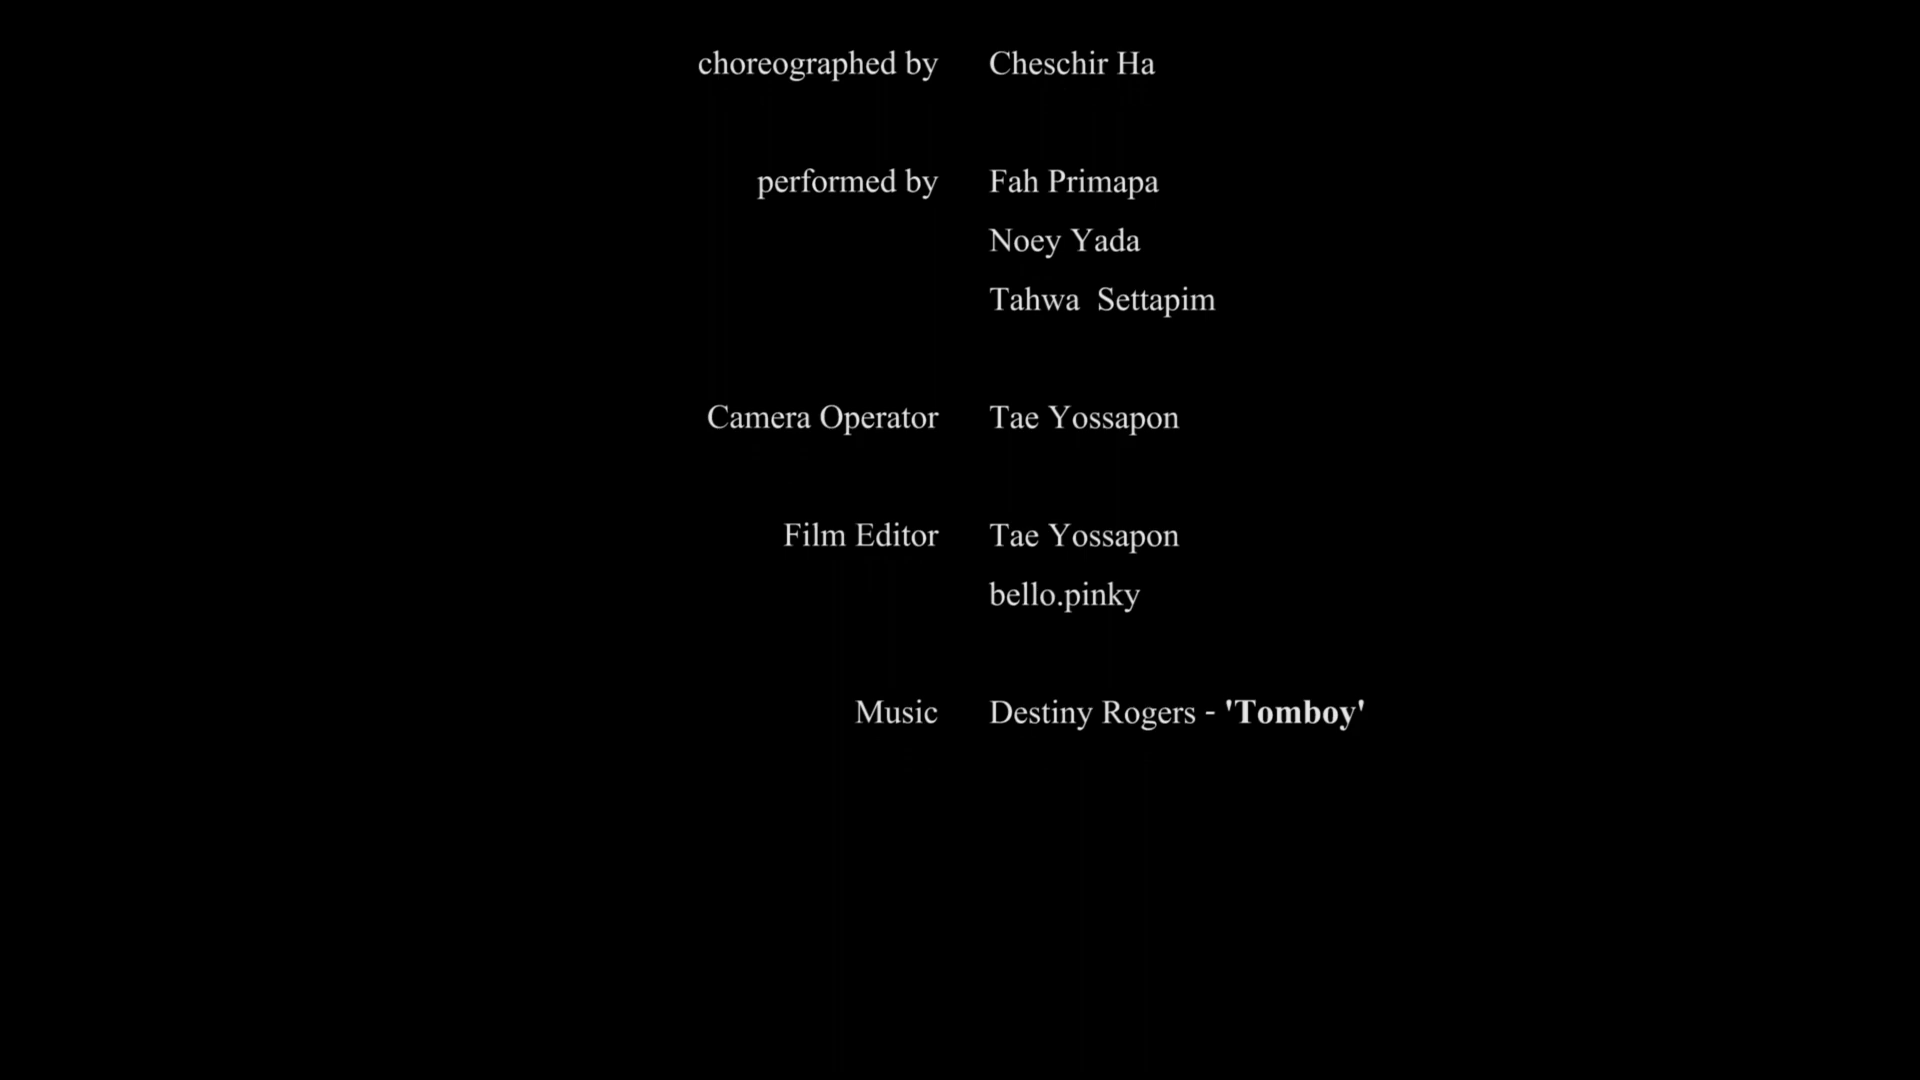 choreographed by Cheschir Ha
performed by Fah Primapa
Noey Yada
Tahwa  Settapim
Camera Operator Tae Yossapon
Film Editor Tae Yossapon
bello.pinky
Music Destiny Rogers - 'Tomboy'